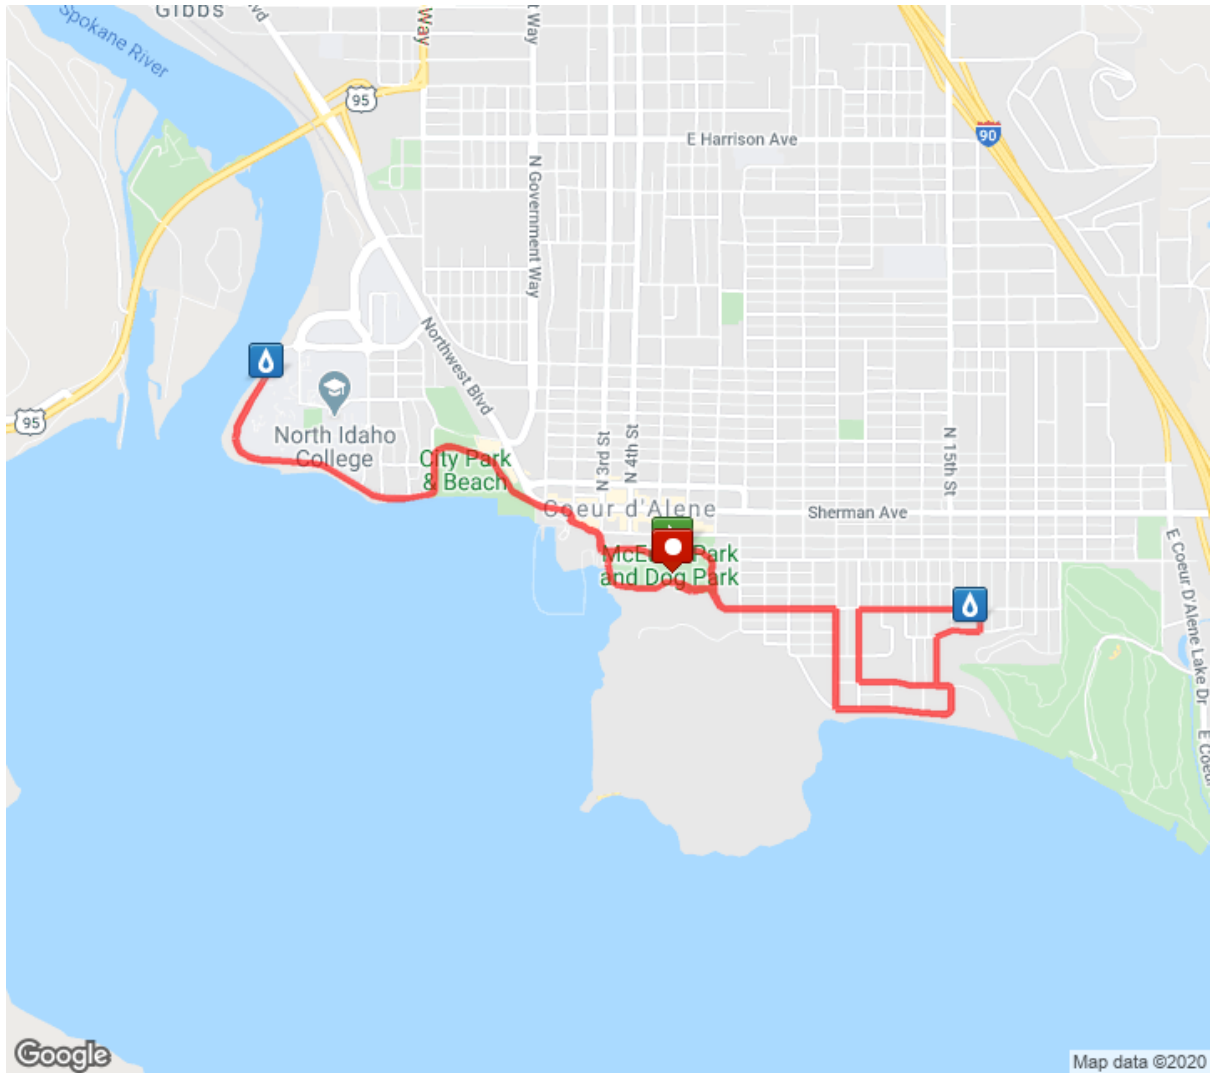 GIBBS
Spokane River
Way
N Government Way
95
E Harrison Ave
90
Northwest Blvd
95
North Idaho
College
City Park
& Beach
N 3rd St
N 4th St
N 15th St
Coeur d'Alene
Sherman Ave
McE Park
and Dog Park
E Coeur D'Alene Lake Dr
E Coeur
Google
Map data ©2020